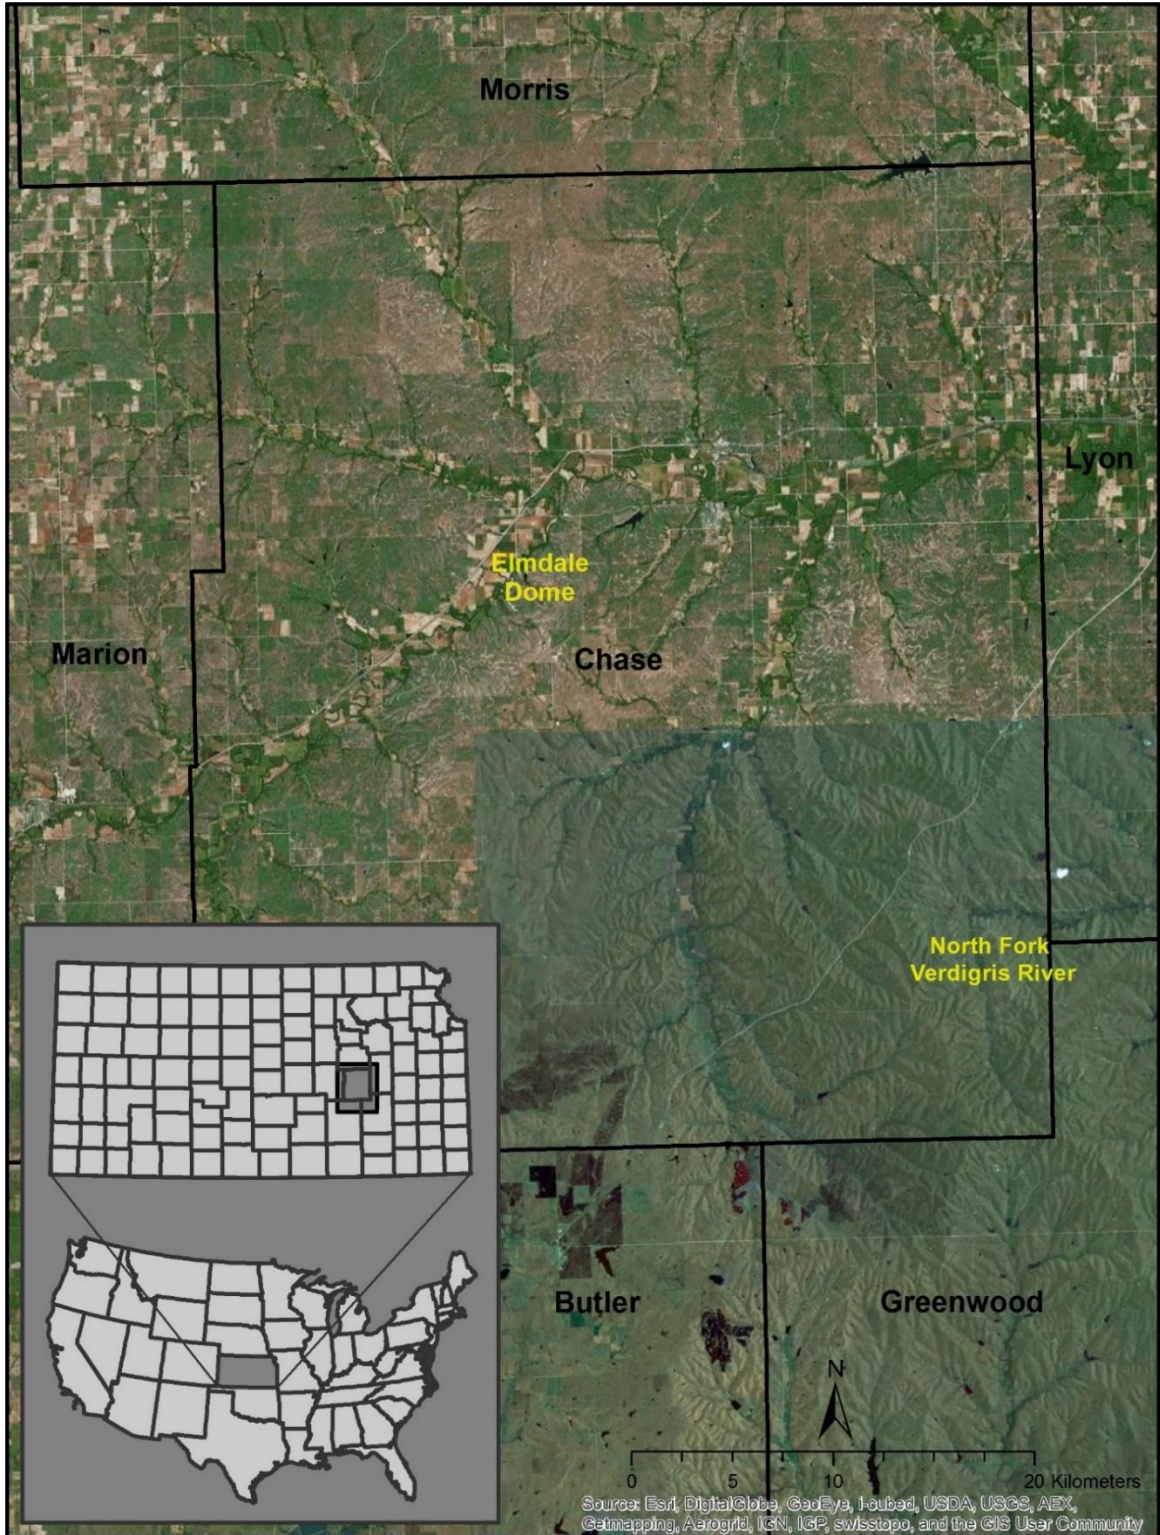 Morris
Lyon
Elmdale
Dome
Marion
Chase
North Fork
Verdigris River
Butler
Greenwood
N
0 5 10 20 Kilometers
Source: Esri, DigitalGlobe, GeoEye, i-cubed, USDA, USGS, AEX,
Getmapping, Aerogrid, IGN, IGP, swisstopo, and the GIS User Community